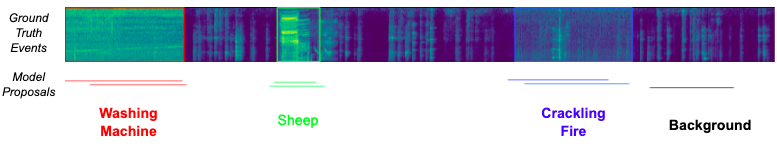 Ground
Truth
Events
Model
Proposals
Washing
Machine
Sheep
Crackling
Fire
Background